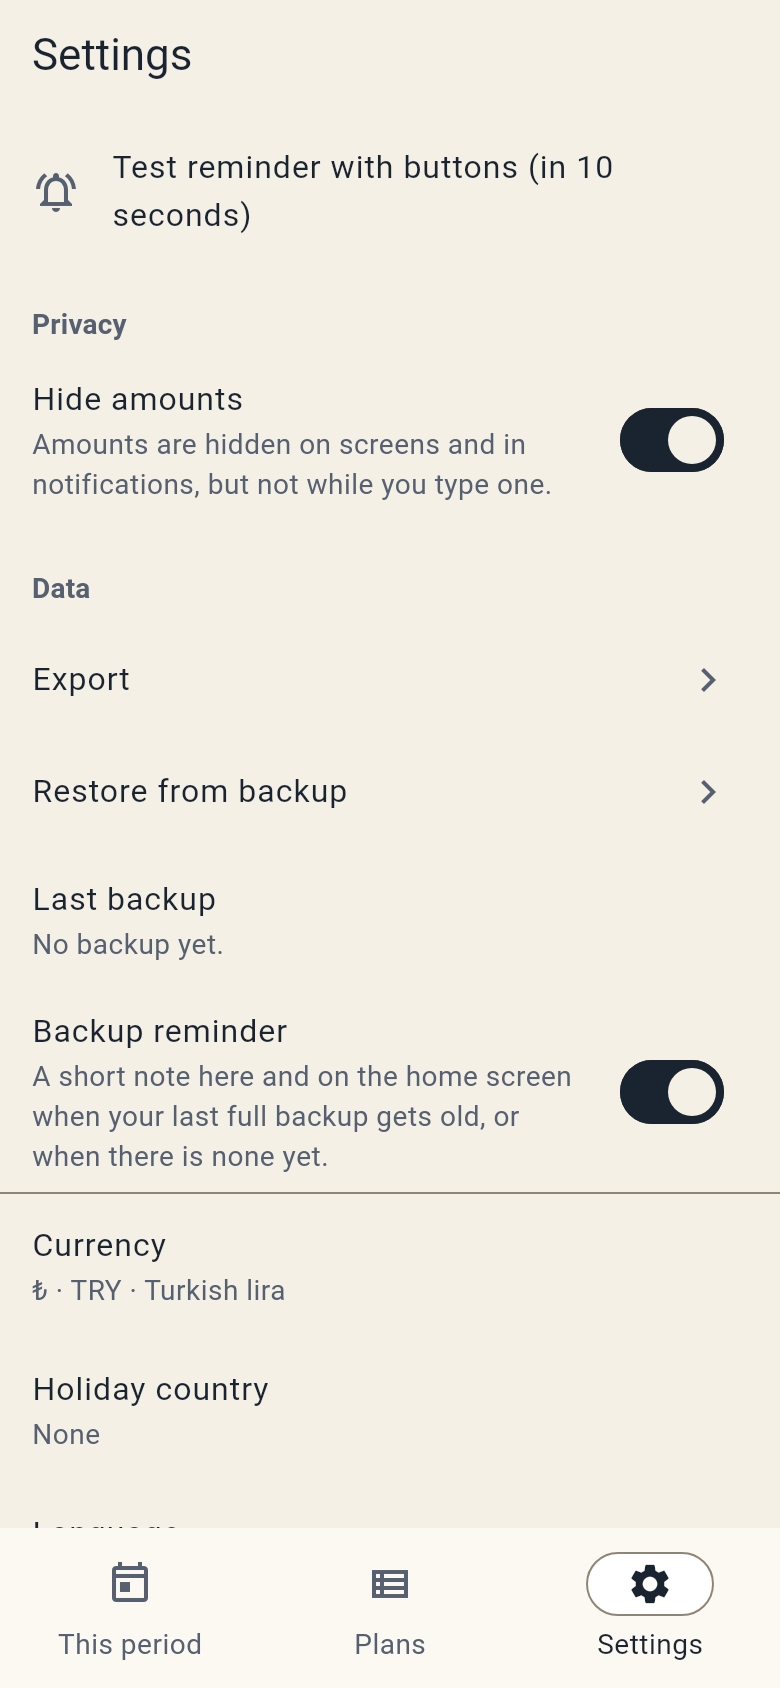 Settings
Test reminder with buttons (in 10
seconds)
Privacy
Hide amounts
Amounts are hidden on screens and in
notifications, but not while you type one.
Data
Export
Restore from backup
Last backup
No backup yet.
Backup reminder
A short note here and on the home screen
when your last full backup gets old, or
when there is none yet.
Currency
₺ · TRY · Turkish lira
Holiday country
None
Language
This period
Plans
Settings